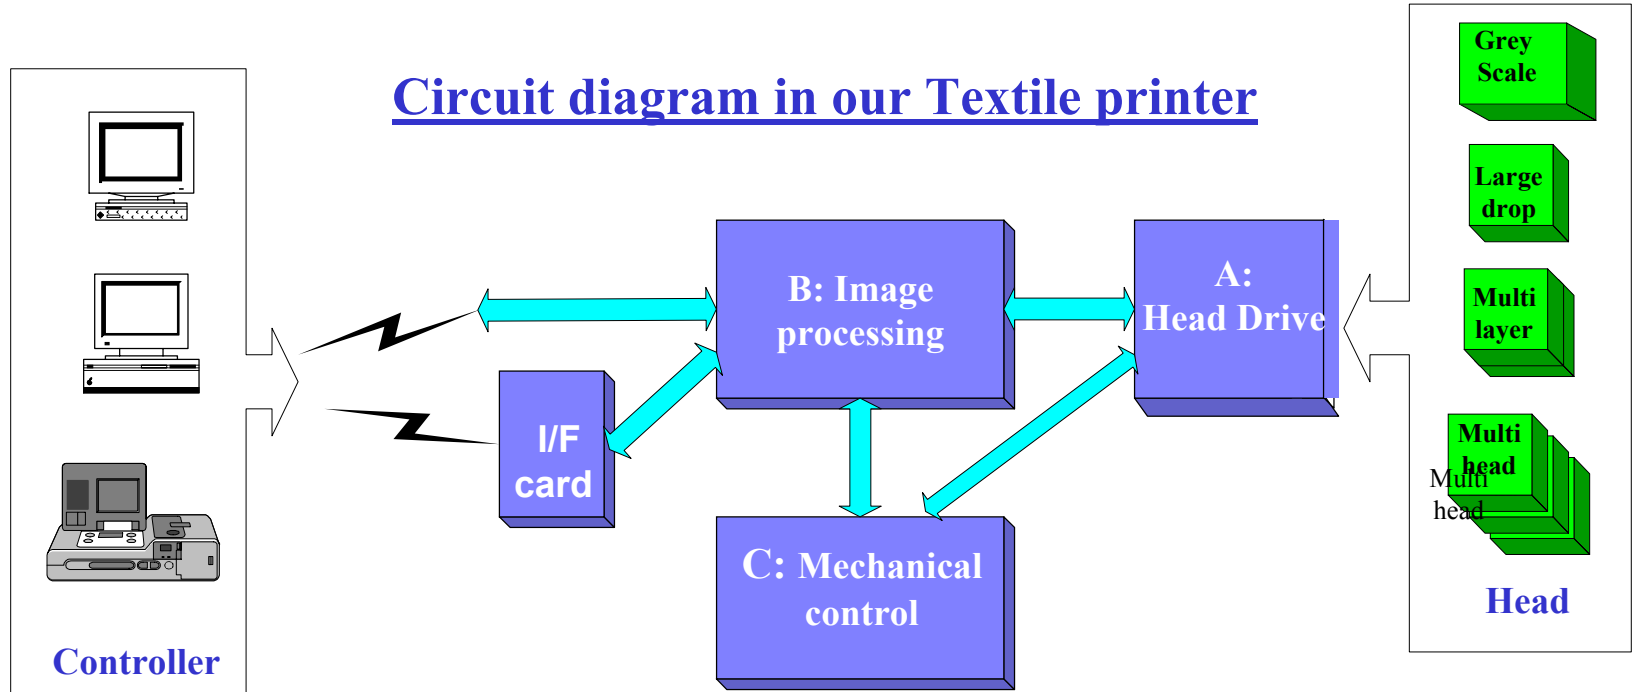 Circuit diagram in our Textile printer
Controller
I/F
card
B: Image
processing
C: Mechanical
control
A:
Head Drive
Grey
Scale
Large
drop
Multi
layer
Multi
head
Multi
head
Head